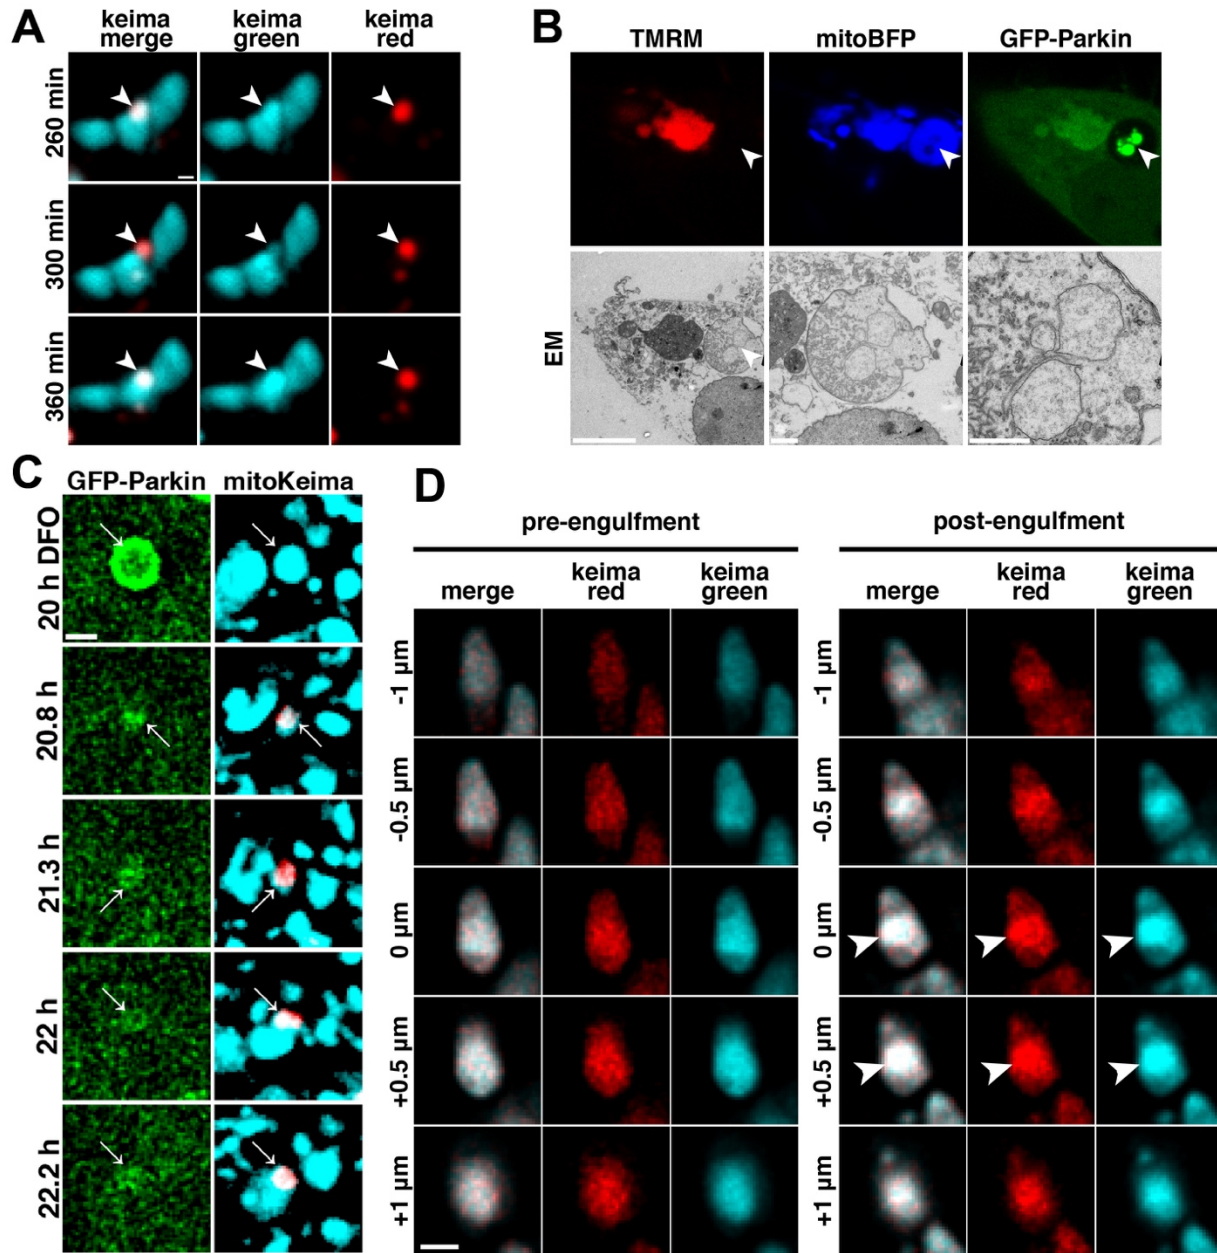 A
keima merge
keima green
keima red
260 min
300 min
360 min
B
TMRM
mitoBFP
GFP-Parkin
EM
C
GFP-Parkin
mitoKeima
20 h DFO
20.8 h
21.3 h
22 h
22.2 h
D
pre-engulfment
post-engulfment
merge
keima red
keima green
merge
keima red
keima green
-1 µm
-0.5 µm
0 µm
+0.5 µm
+1 µm
-1 µm
-0.5 µm
0 µm
+0.5 µm
+1 µm